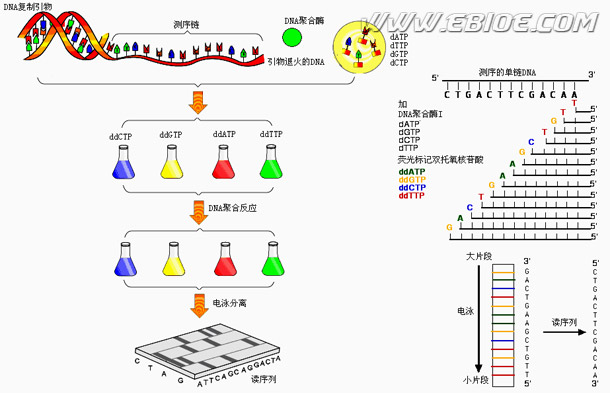 DNA复制引物
测序链
DNA聚合酶
WWW.EBIOE.COM
dATP
dTTP
dGTP
dCTP
引物退火的DNA
ddCTP ddGTP ddATP ddTTP
DNA聚合反应
电泳分离
C T A G ATTCAGCAGGACTA
读序列
测序的单链DNA
5' 3'
C T G A C T T C G A C A A
加
DNA聚合酶I
dATP
dGTP
dCTP
dTTP
荧光标记双托氧核苷酸
ddATP
ddGTP
ddCTP
ddTTP
T 5'
T 5'
G 5'
T 5'
C 5'
G 5'
A 5'
A 5'
G 5'
T 5'
C 5'
A 5'
G 5'
大片段
电泳
小片段
3'
G
A
C
T
G
A
A
G
C
T
G
T
T
5'
读序列
5'
C
T
G
A
C
T
T
C
G
A
C
A
A
3'